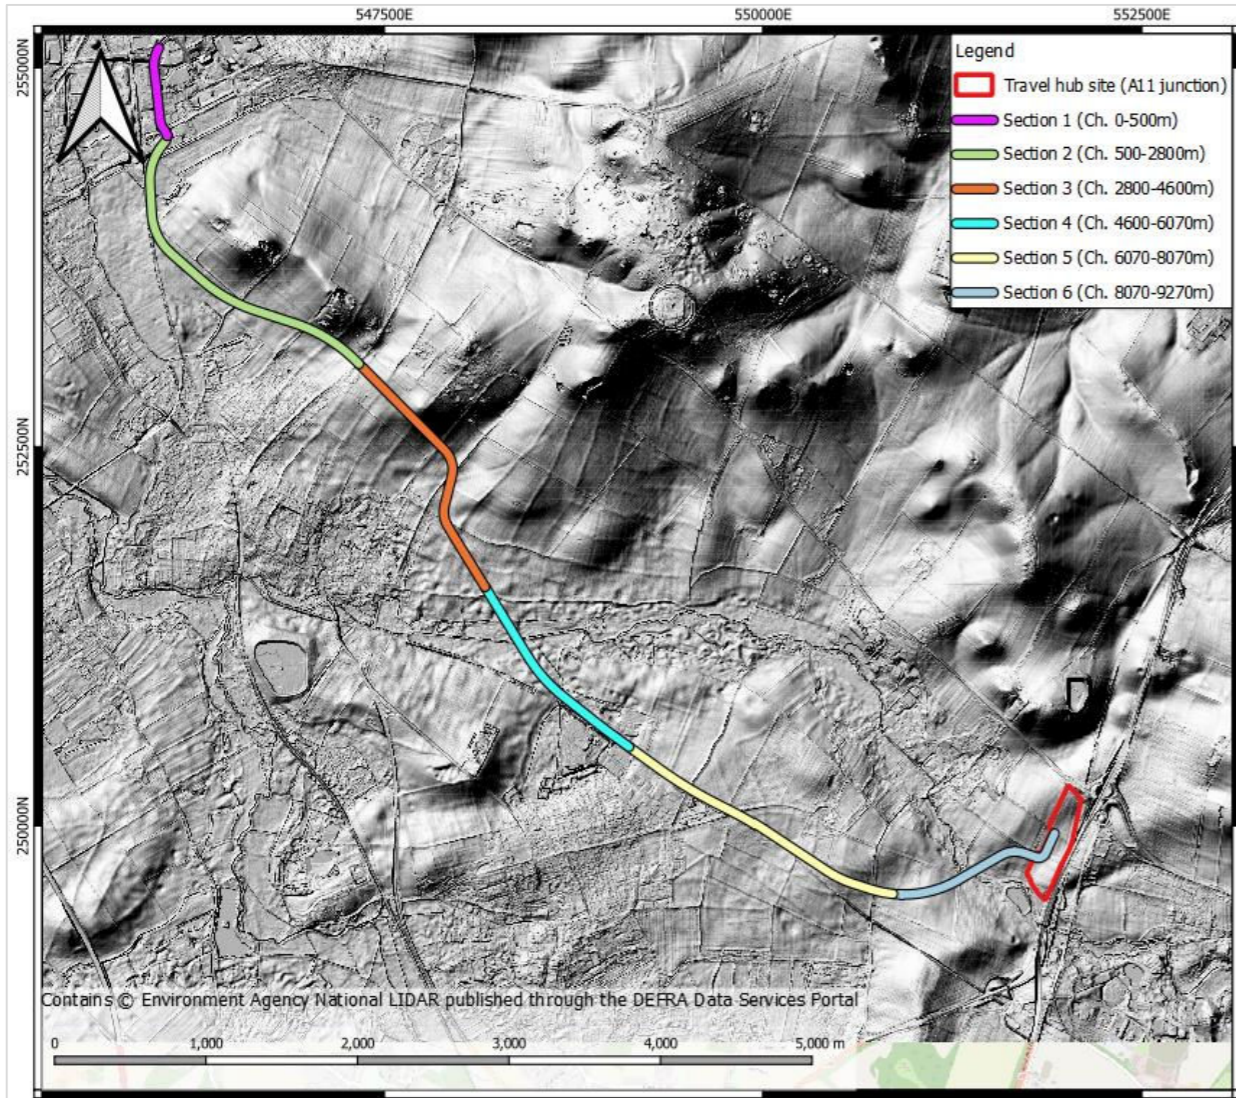 547500E
550000E
552500E
255000N
252500N
250000N
Legend
Travel hub site (A11 junction)
Section 1 (Ch. 0-500m)
Section 2 (Ch. 500-2800m)
Section 3 (Ch. 2800-4600m)
Section 4 (Ch. 4600-6070m)
Section 5 (Ch. 6070-8070m)
Section 6 (Ch. 8070-9270m)
Contains © Environment Agency National LIDAR published through the DEFRA Data Services Portal
0 1,000 2,000 3,000 4,000 5,000 m